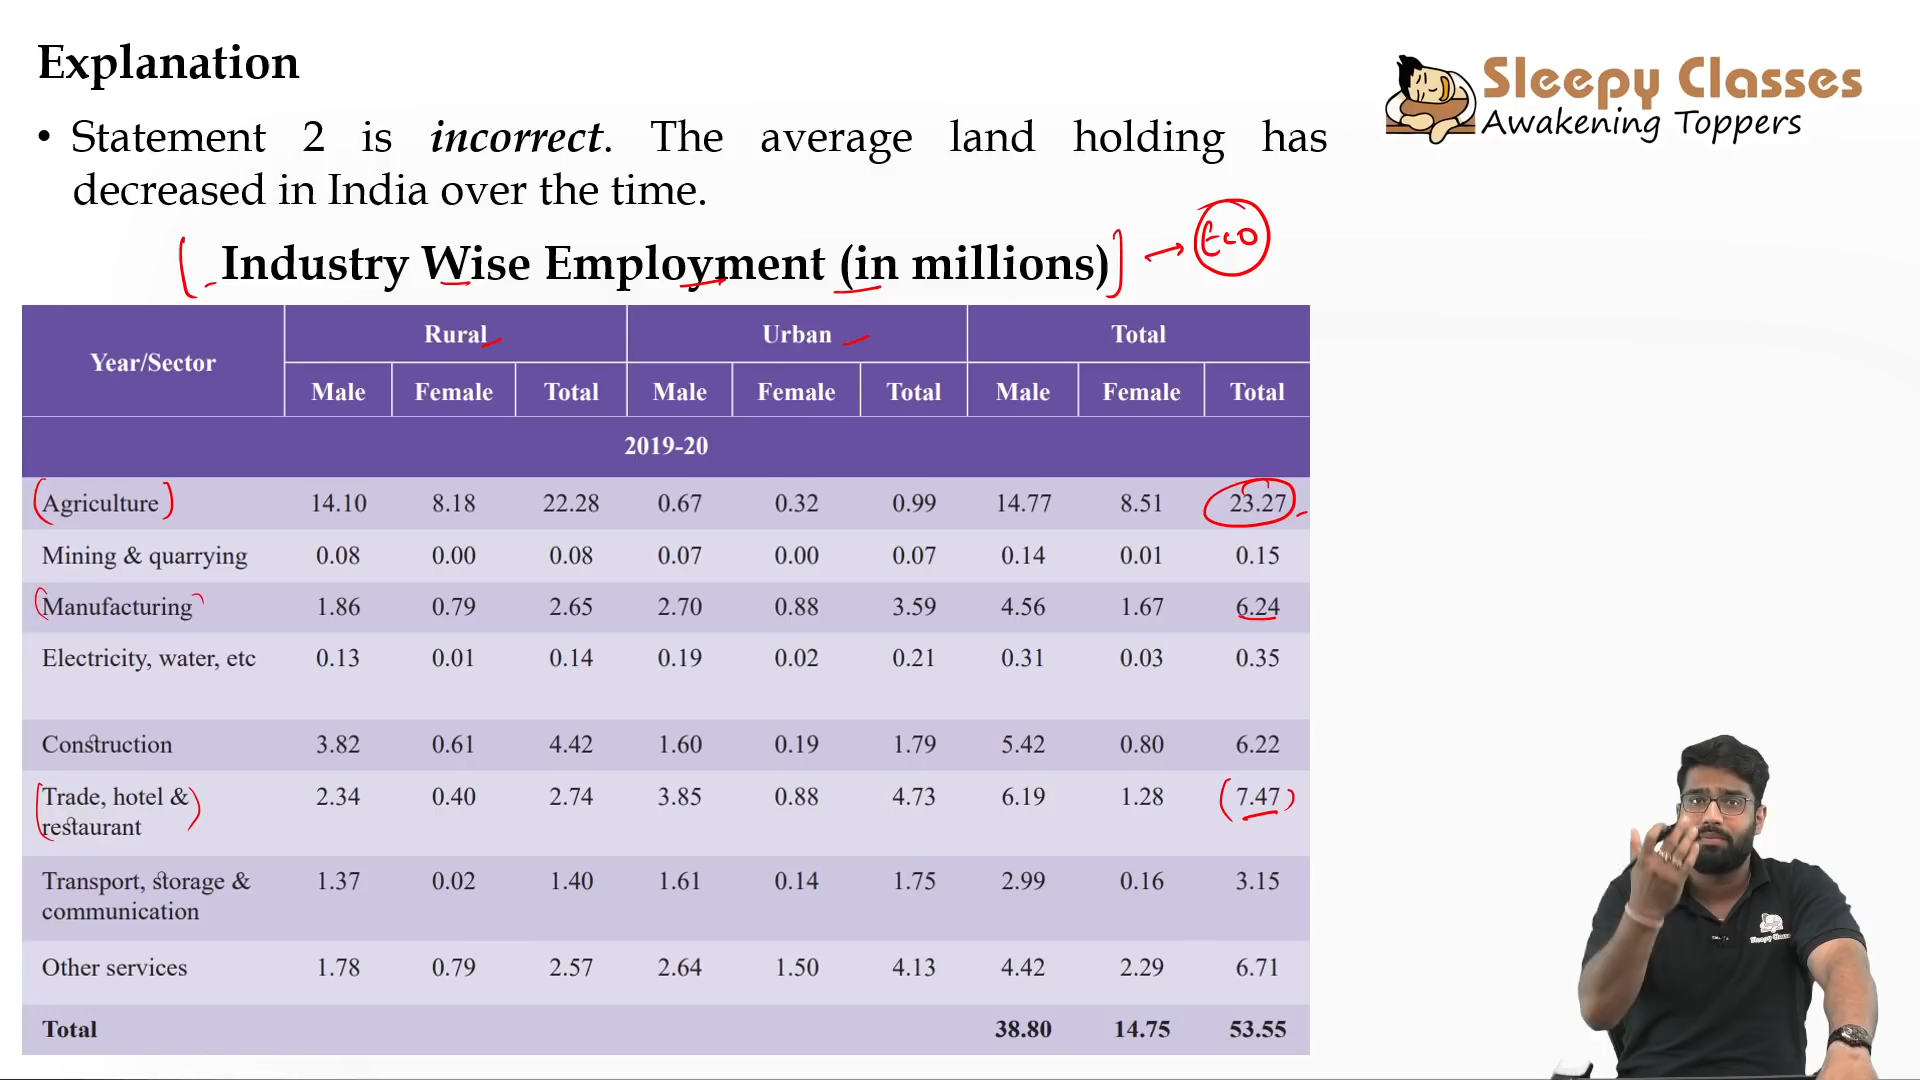 Explanation
Sleepy Classes
Awakening Toppers
• Statement 2 is incorrect. The average land holding has
decreased in India over the time.
Industry Wise Employment (in millions) → Eco
Year/Sector Rural Urban Total
Male Female Total Male Female Total Male Female Total
2019-20
Agriculture 14.10 8.18 22.28 0.67 0.32 0.99 14.77 8.51 23.27
Mining & quarrying 0.08 0.00 0.08 0.07 0.00 0.07 0.14 0.01 0.15
Manufacturing 1.86 0.79 2.65 2.70 0.88 3.59 4.56 1.67 6.24
Electricity, water, etc 0.13 0.01 0.14 0.19 0.02 0.21 0.31 0.03 0.35
Construction 3.82 0.61 4.42 1.60 0.19 1.79 5.42 0.80 6.22
Trade, hotel & 2.34 0.40 2.74 3.85 0.88 4.73 6.19 1.28 7.47
restaurant
Transport, storage & 1.37 0.02 1.40 1.61 0.14 1.75 2.99 0.16 3.15
communication
Other services 1.78 0.79 2.57 2.64 1.50 4.13 4.42 2.29 6.71
Total 38.80 14.75 53.55
Sleepy Classes